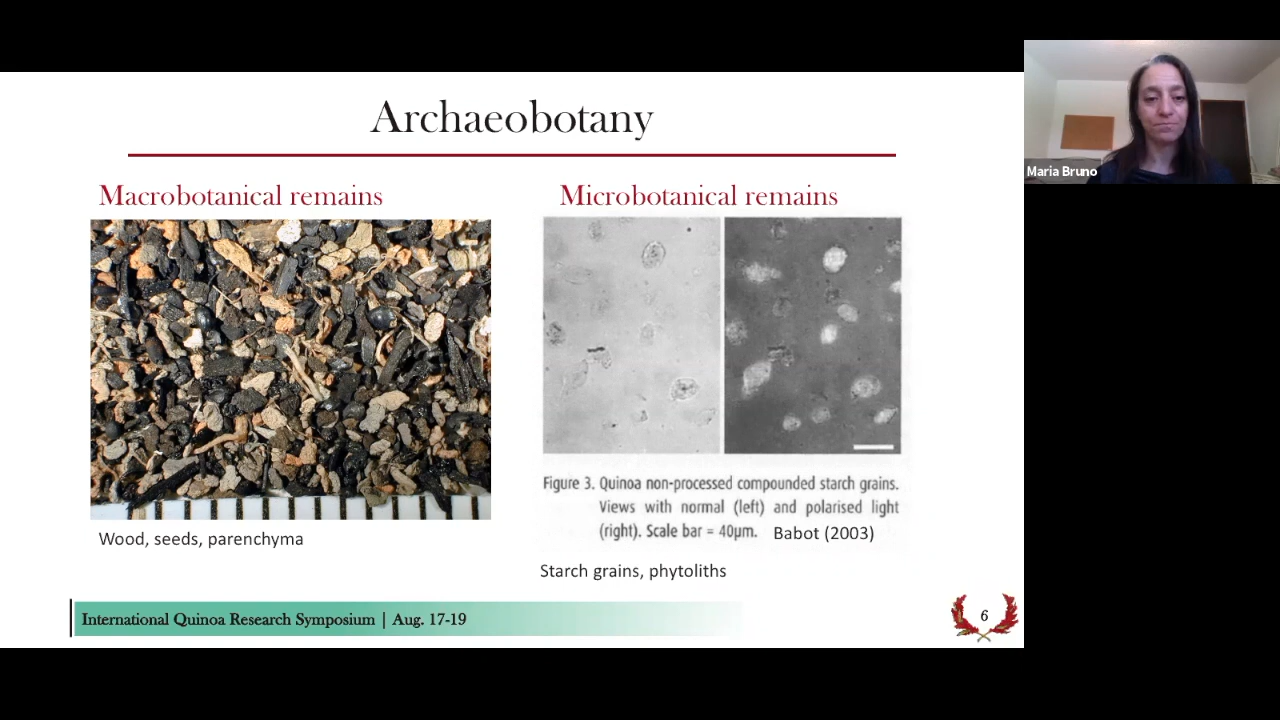 Archaeobotany
Macrobotanical remains
Wood, seeds, parenchyma
Microbotanical remains
Figure 3. Quinoa non-processed compounded starch grains.
Views with normal (left) and polarised light
(right). Scale bar = 40μm. Babot (2003)
Starch grains, phytoliths
International Quinoa Research Symposium | Aug. 17-19
6
Maria Bruno